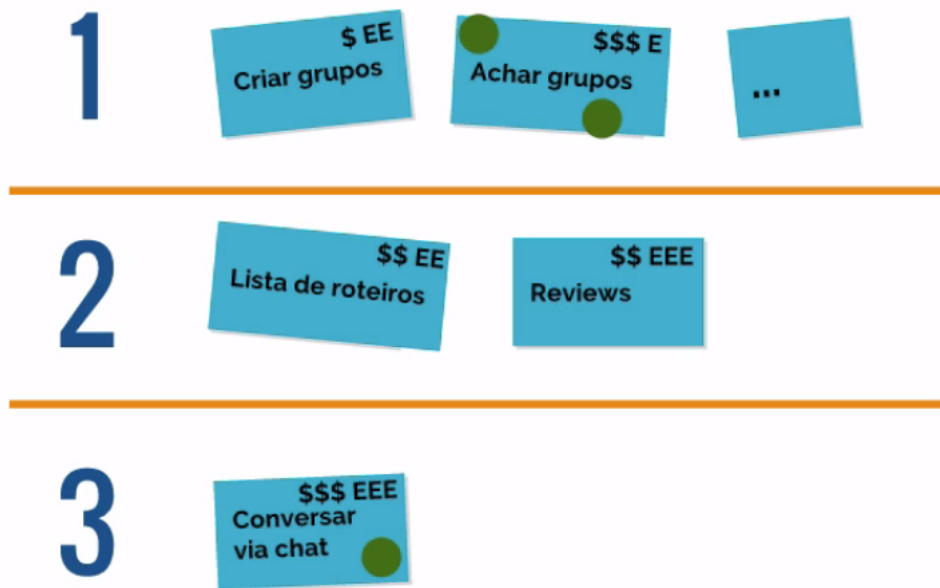 1
$ EE
Criar grupos
$$$ E
Achar grupos
...
2
$$ EE
Lista de roteiros
$$ EEE
Reviews
3
$$$ EEE
Conversar
via chat